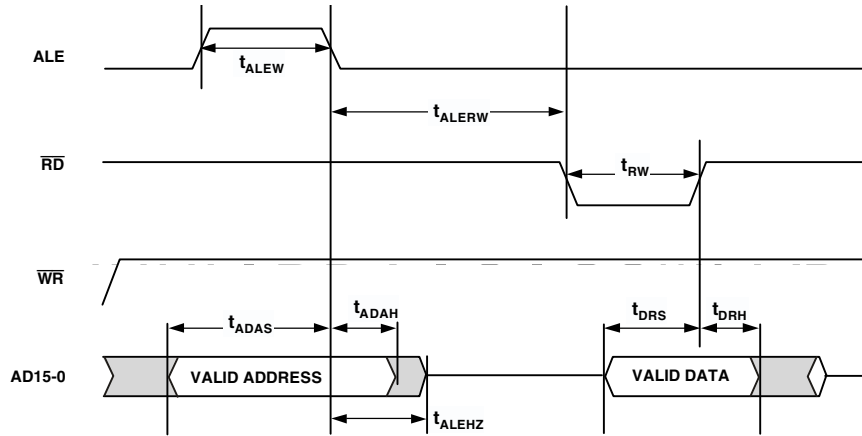 ALE
tALEW
tALERW
RD
tRW
WR
tADAS
tADAH
tDRS
tDRH
AD15-0
VALID ADDRESS
VALID DATA
tALEHZ